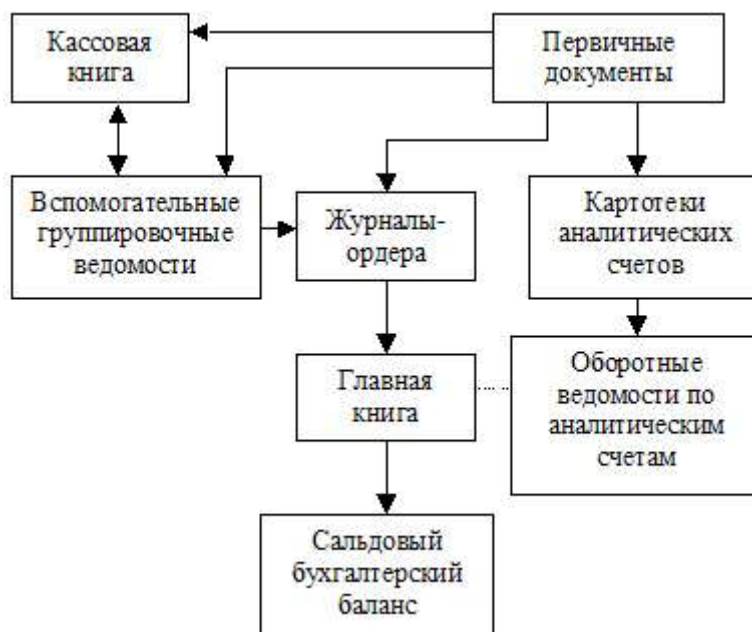 Кассовая
книга
Первичные
документы
Вспомогательные
группировочные
ведомости
Журналы-
ордера
Картотеки
аналитических
счетов
Главная
книга
Оборотные
ведомости по
аналитическим
счетам
Сальдовый
бухгалтерский
баланс